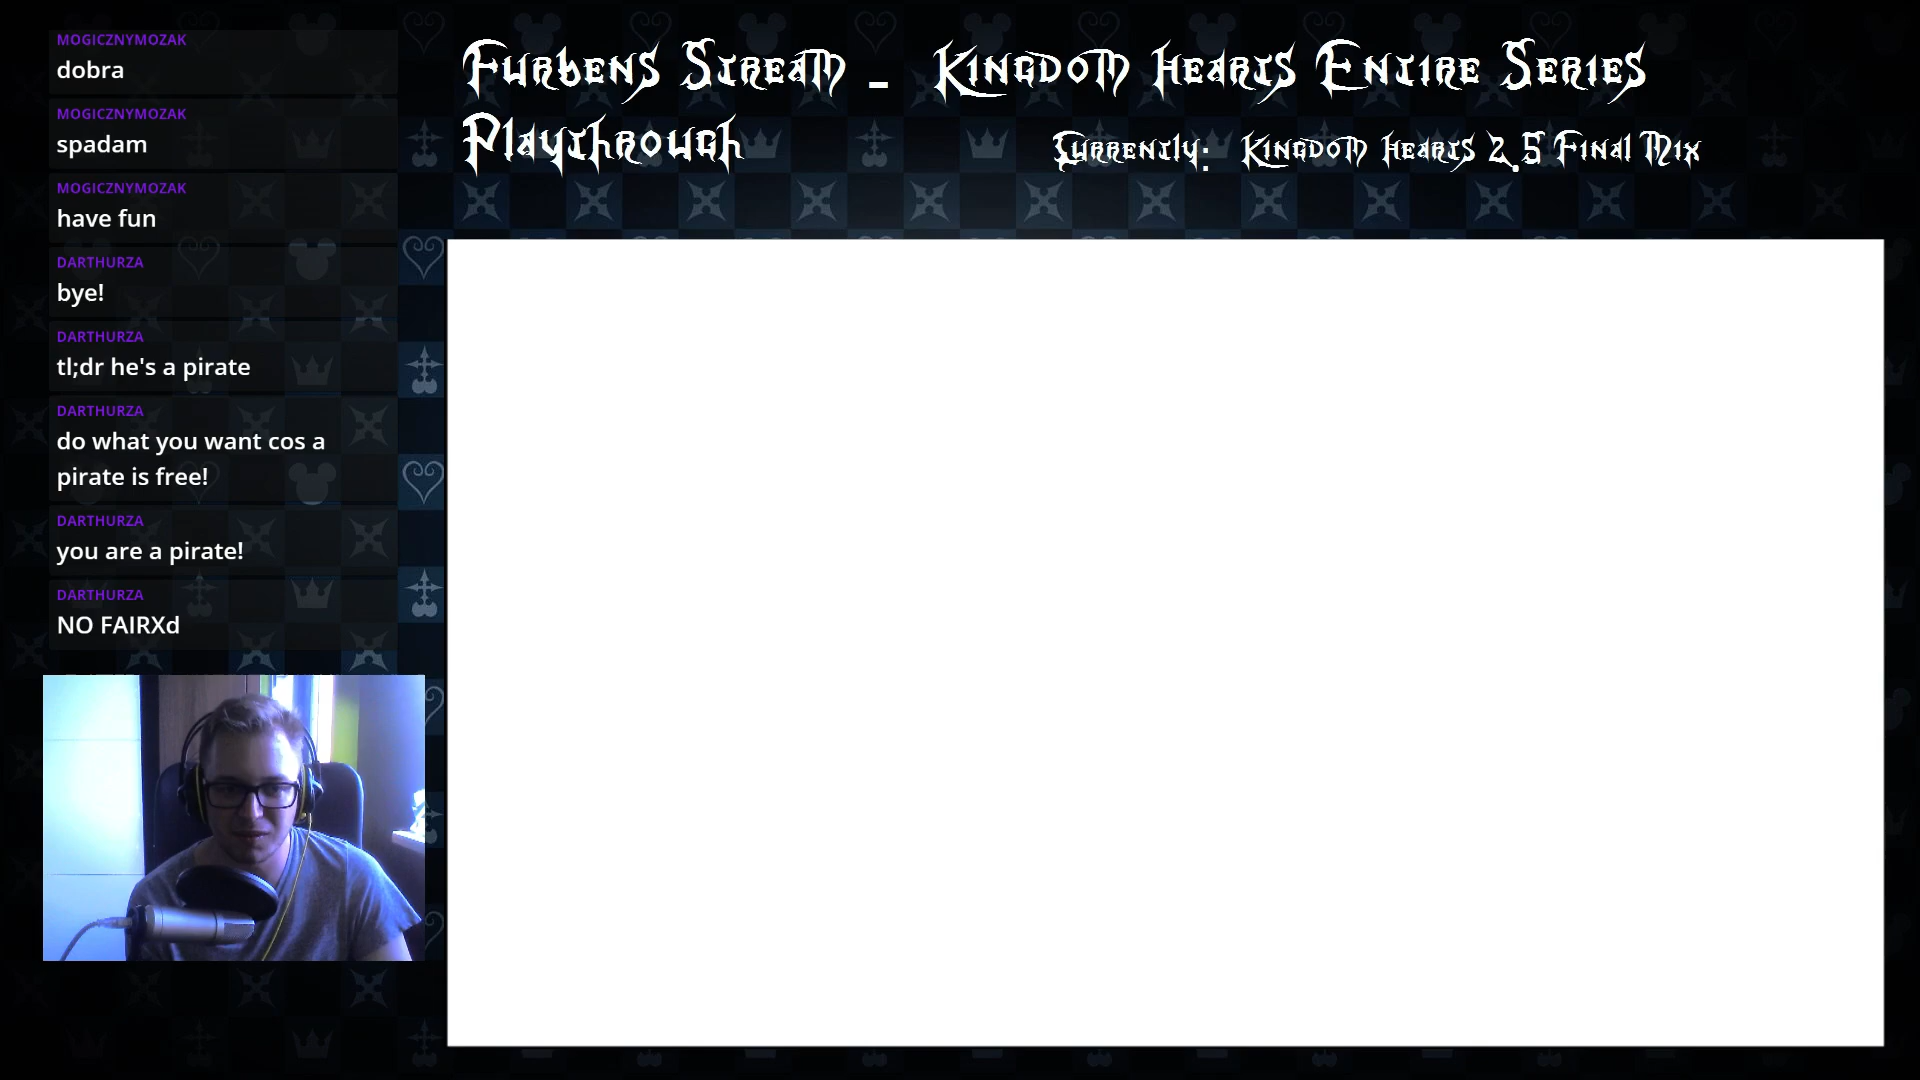 MOGICZNYMOZAK
dobra
MOGICZNYMOZAK
spadam
MOGICZNYMOZAK
have fun
DARTHURZA
bye!
DARTHURZA
tl;dr he's a pirate
DARTHURZA
do what you want cos a
pirate is free!
DARTHURZA
you are a pirate!
DARTHURZA
NO FAIRXd
Furbens Stream - Kingdom Hearts Entire Series
Playthrough
Currently: Kingdom Hearts 2.5 Final Mix